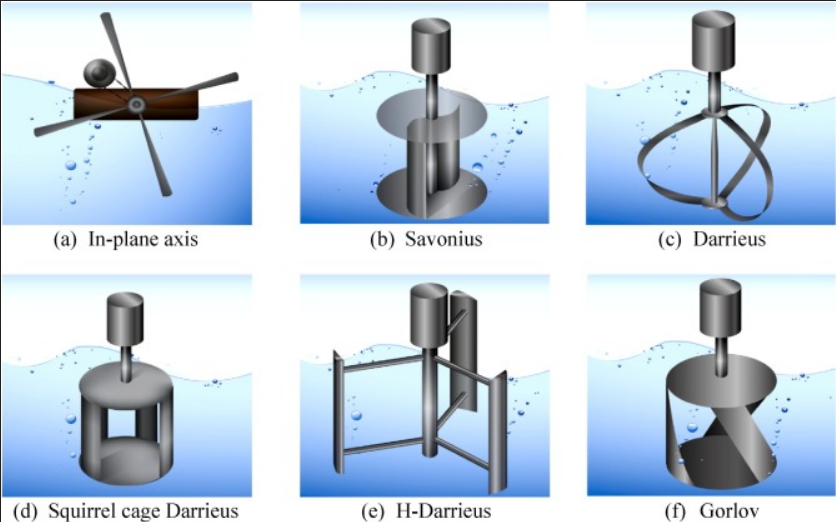 (a) In-plane axis
(b) Savonius
(c) Darrieus
(d) Squirrel cage Darrieus
(e) H-Darrieus
(f) Gorlov